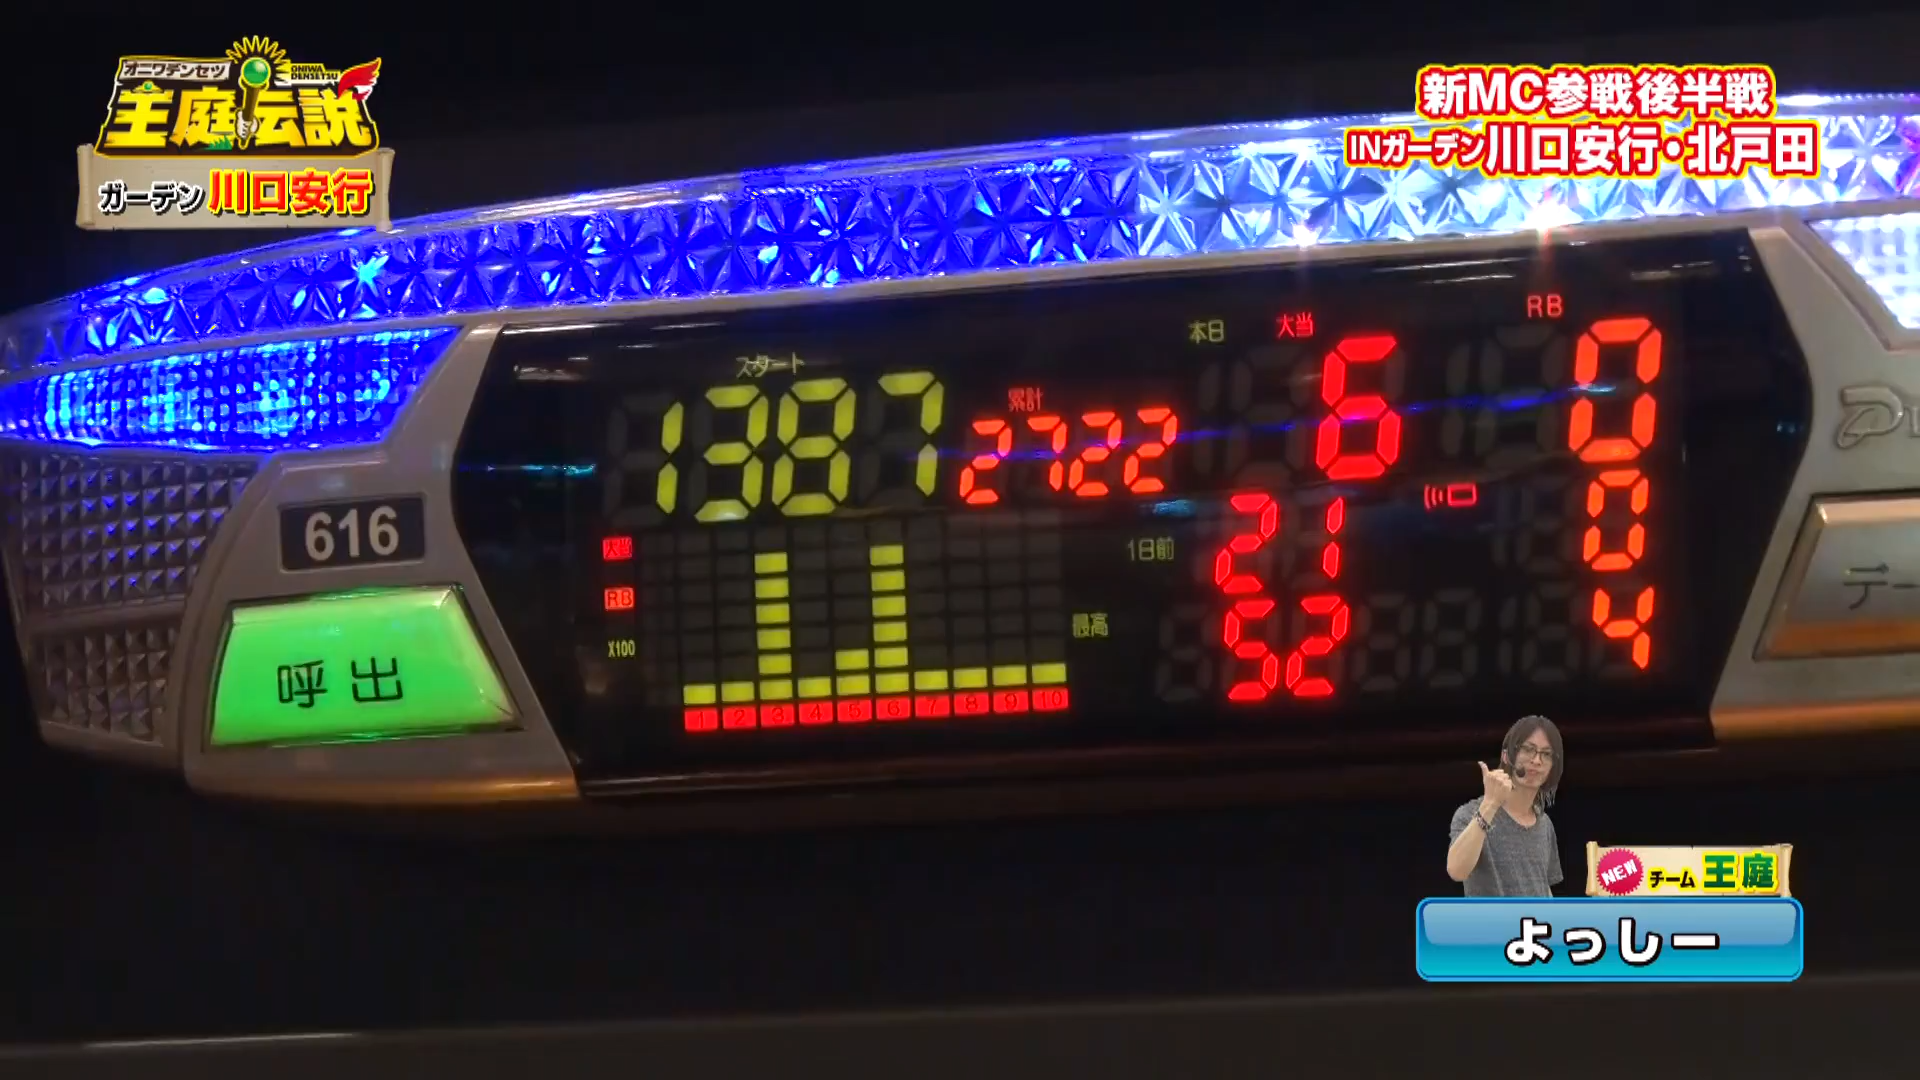 オニワデンセツ
ONIWA DENSETSU
王庭伝説
ガーデン川口安行
新MC参戦後半戦
INガーデン川口安行・北戸田
スタート
1387
累計
2722
本日
大当
6
RB
0
616
呼出
大当
RB
X100
1 2 3 4 5 6 7 8 9 10
1日前
21
0
最高
52
4
デー
NEW
チーム王庭
よっしー